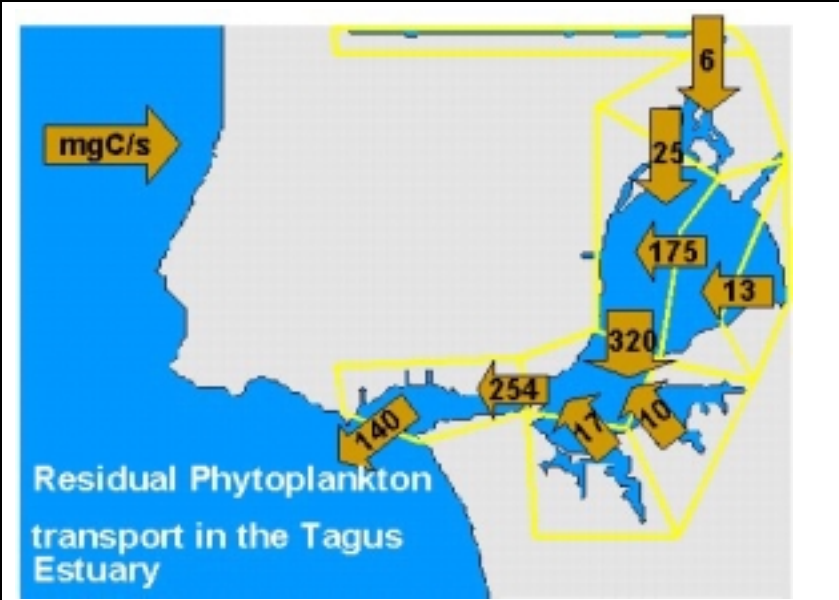 6
mgC/s
25
175
13
320
254
140
17
10
Residual Phytoplankton
transport in the Tagus
Estuary